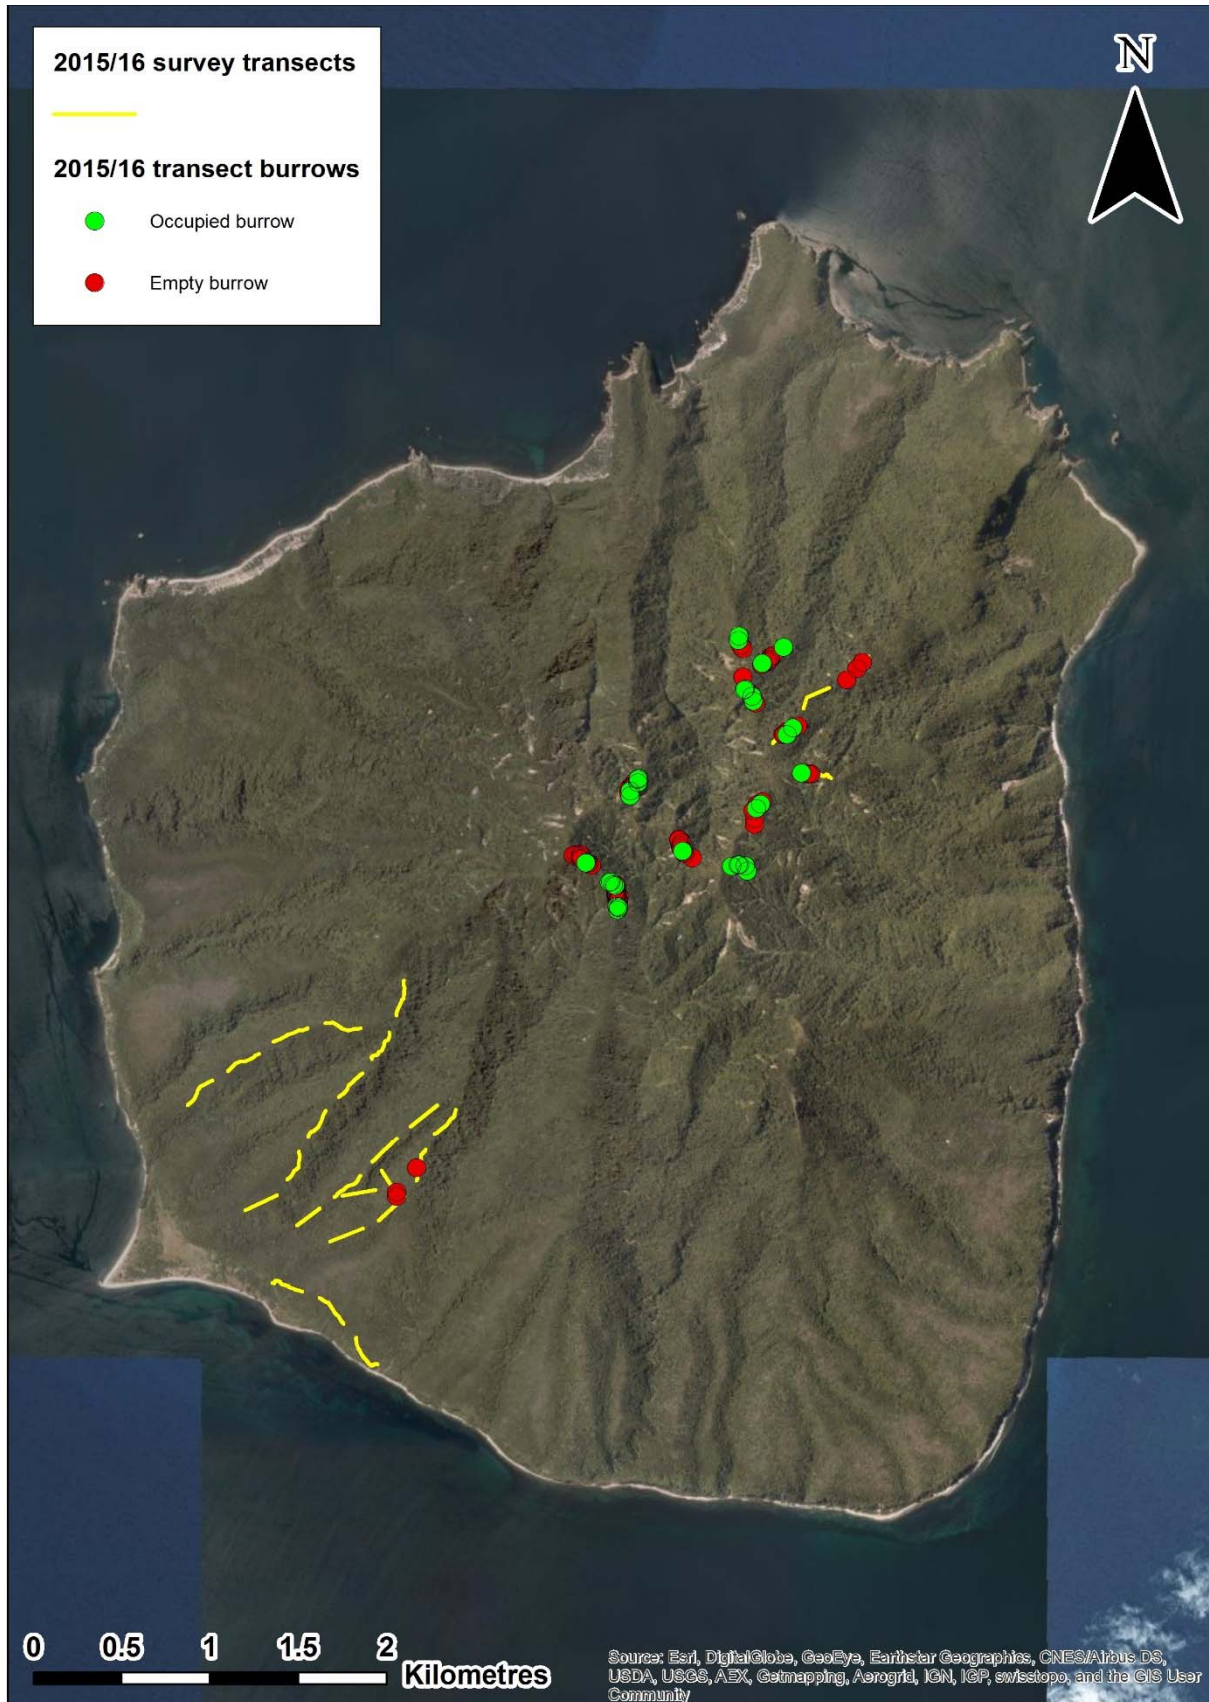 2015/16 survey transects
2015/16 transect burrows
Occupied burrow
Empty burrow
N
0 0.5 1 1.5 2
Kilometres
Source: Esri, DigitalGlobe, GeoEye, Earthstar Geographics, CNES/Airbus DS,
USDA, USGS, AEX, Getmapping, Aerogrid, IGN, IGP, swisstopo, and the GIS User
Community